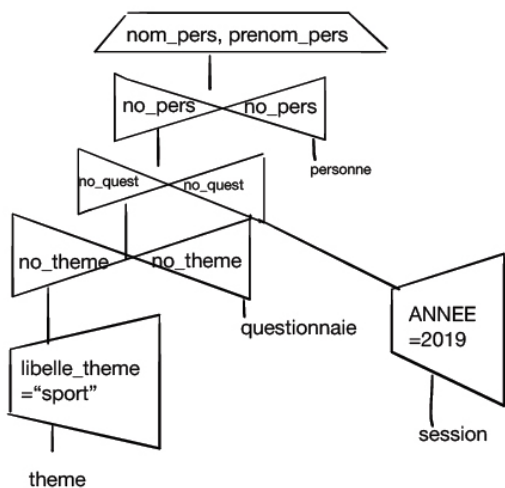 nom_pers, prenom_pers
no_pers no_pers
personne
no_quest no_quest
no_theme no_theme
questionnaie
ANNEE
=2019
libelle_theme
=“sport”
session
theme